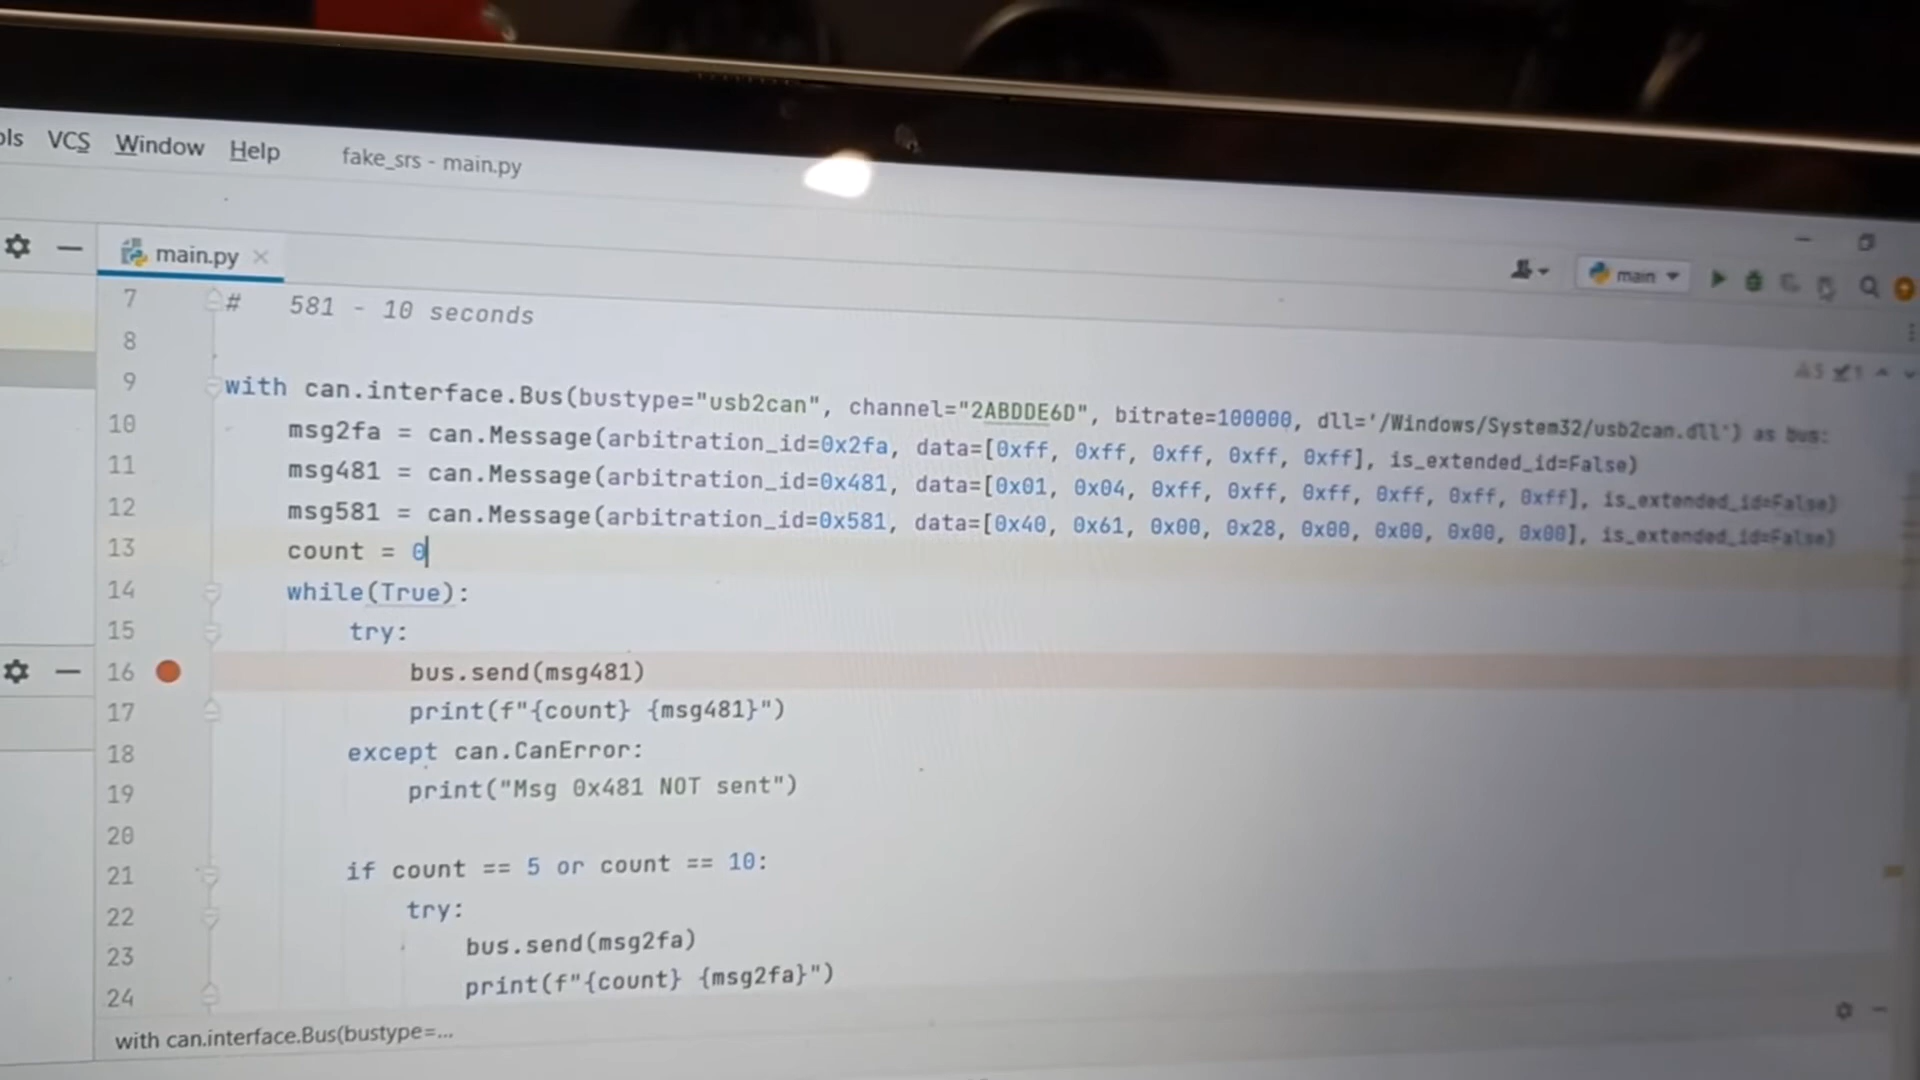 ols VCS Window Help fake_srs - main.py
main.py
main
7 # 581 - 10 seconds
8
9 with can.interface.Bus(bustype="usb2can", channel="2ABDDE6D", bitrate=100000, dll='/Windows/System32/usb2can.dll') as bus:
10 msg2fa = can.Message(arbitration_id=0x2fa, data=[0xff, 0xff, 0xff, 0xff, 0xff], is_extended_id=False)
11 msg481 = can.Message(arbitration_id=0x481, data=[0x01, 0x04, 0xff, 0xff, 0xff, 0xff, 0xff, 0xff], is_extended_id=False)
12 msg581 = can.Message(arbitration_id=0x581, data=[0x40, 0x61, 0x00, 0x28, 0x00, 0x00, 0x00, 0x00], is_extended_id=False)
13 count = 0
14 while(True):
15 try:
16 bus.send(msg481)
17 print(f"{count} {msg481}")
18 except can.CanError:
19 print("Msg 0x481 NOT sent")
20
21 if count == 5 or count == 10:
22 try:
23 bus.send(msg2fa)
24 print(f"{count} {msg2fa}")
with can.interface.Bus(bustype=...